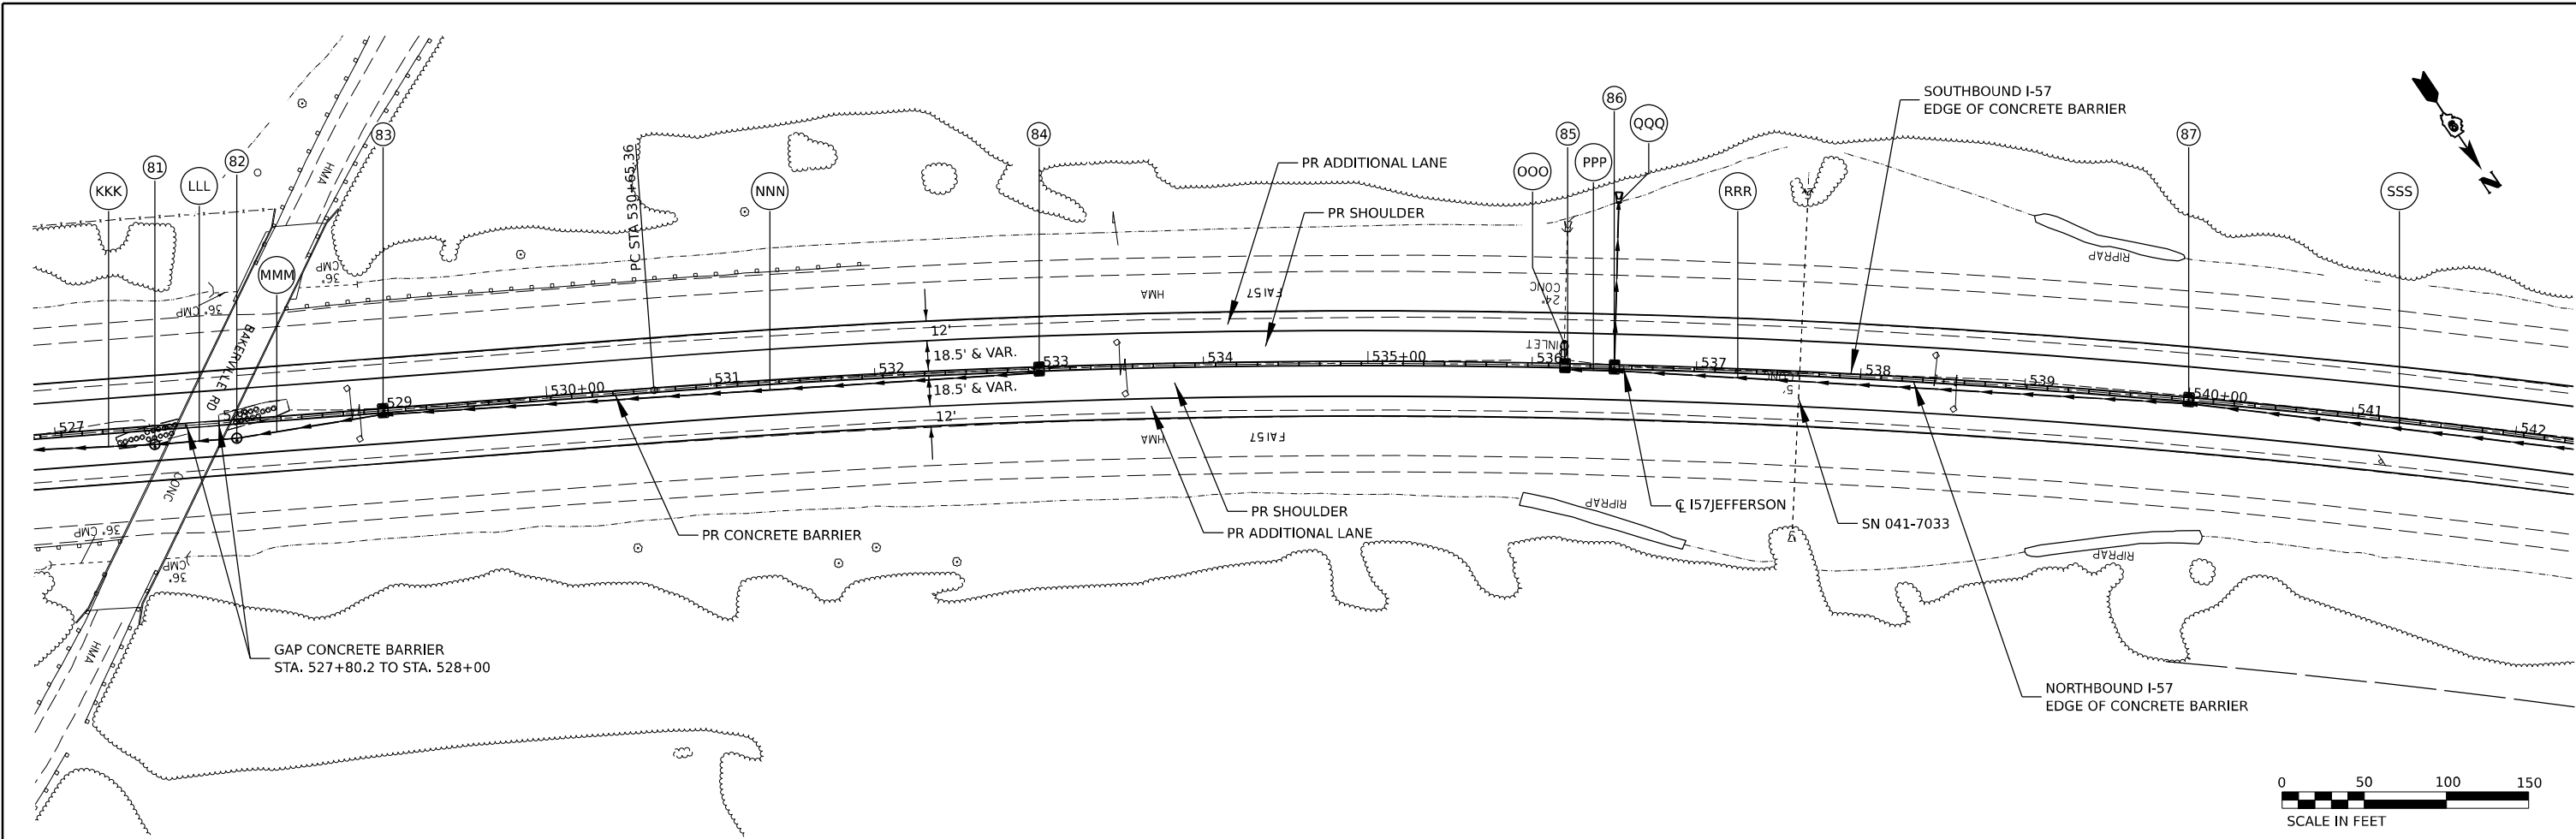 SOUTHBOUND I-57
EDGE OF CONCRETE BARRIER
86
QQQ
83
84
85
87
82
81
PPP
OOO
KKK
LLL
NNN
RRR
SSS
MMM
HMA
PC STA 530+65.36
PR ADDITIONAL LANE
PR SHOULDER
N
RIPRAP
36" CMP
36" CMP
24" CONC
HMA
FAI 57
INLET
BAKERVILLE RD
12'
18.5' & VAR.
18.5' & VAR.
12'
527
529
530+00
531
532
533
534
535+00
536
537
538
539
540+00
541
542
5' CONC
HMA
FAI 57
CONC
P
RIPRAP
RIPRAP
36" CMP
36" CMP
HMA
PR CONCRETE BARRIER
PR SHOULDER
PR ADDITIONAL LANE
℄ I57JEFFERSON
SN 041-7033
GAP CONCRETE BARRIER
STA. 527+80.2 TO STA. 528+00
NORTHBOUND I-57
EDGE OF CONCRETE BARRIER
0 50 100 150
SCALE IN FEET